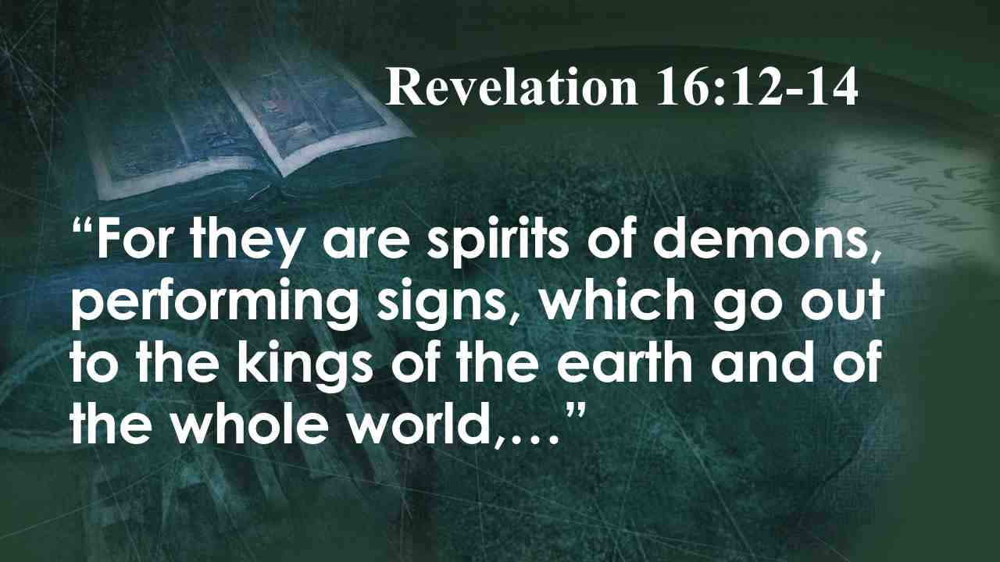 Revelation 16:12-14
“For they are spirits of demons,
performing signs, which go out
to the kings of the earth and of
the whole world,…”